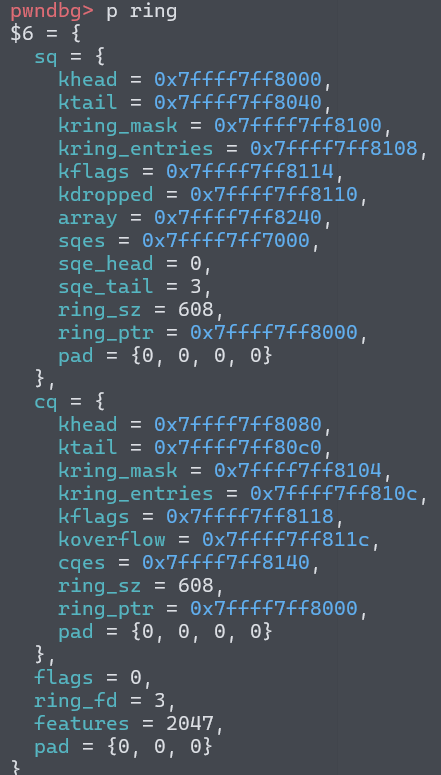 pwndbg> p ring
$6 = {
  sq = {
    khead = 0x7ffff7ff8000,
    ktail = 0x7ffff7ff8040,
    kring_mask = 0x7ffff7ff8100,
    kring_entries = 0x7ffff7ff8108,
    kflags = 0x7ffff7ff8114,
    kdropped = 0x7ffff7ff8110,
    array = 0x7ffff7ff8240,
    sqes = 0x7ffff7ff7000,
    sqe_head = 0,
    sqe_tail = 3,
    ring_sz = 608,
    ring_ptr = 0x7ffff7ff8000,
    pad = {0, 0, 0, 0}
  },
  cq = {
    khead = 0x7ffff7ff8080,
    ktail = 0x7ffff7ff80c0,
    kring_mask = 0x7ffff7ff8104,
    kring_entries = 0x7ffff7ff810c,
    kflags = 0x7ffff7ff8118,
    koverflow = 0x7ffff7ff811c,
    cqes = 0x7ffff7ff8140,
    ring_sz = 608,
    ring_ptr = 0x7ffff7ff8000,
    pad = {0, 0, 0, 0}
  },
  flags = 0,
  ring_fd = 3,
  features = 2047,
  pad = {0, 0, 0}
}